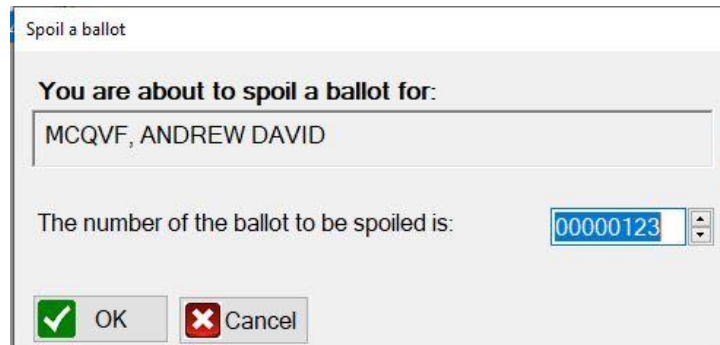 Spoil a ballot
You are about to spoil a ballot for:
MCQVF, ANDREW DAVID
The number of the ballot to be spoiled is: 00000123
OK Cancel